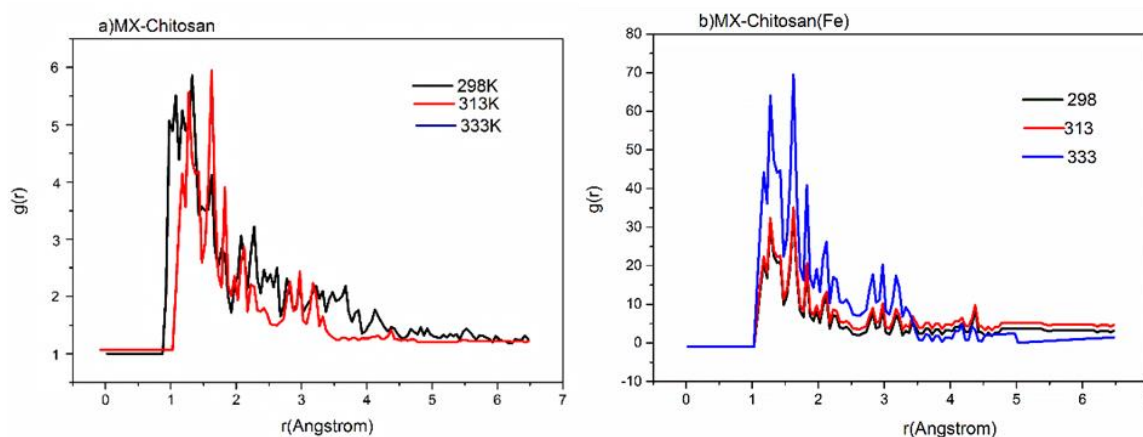 a)MX-Chitosan
6
5
4
3
2
1
g(r)
298K
313K
333K
0 1 2 3 4 5 6 7
r(Angstrom)
b)MX-Chitosan(Fe)
80
70
60
50
40
30
20
10
0
-10
g(r)
298
313
333
0 1 2 3 4 5 6
r(Angstrom)